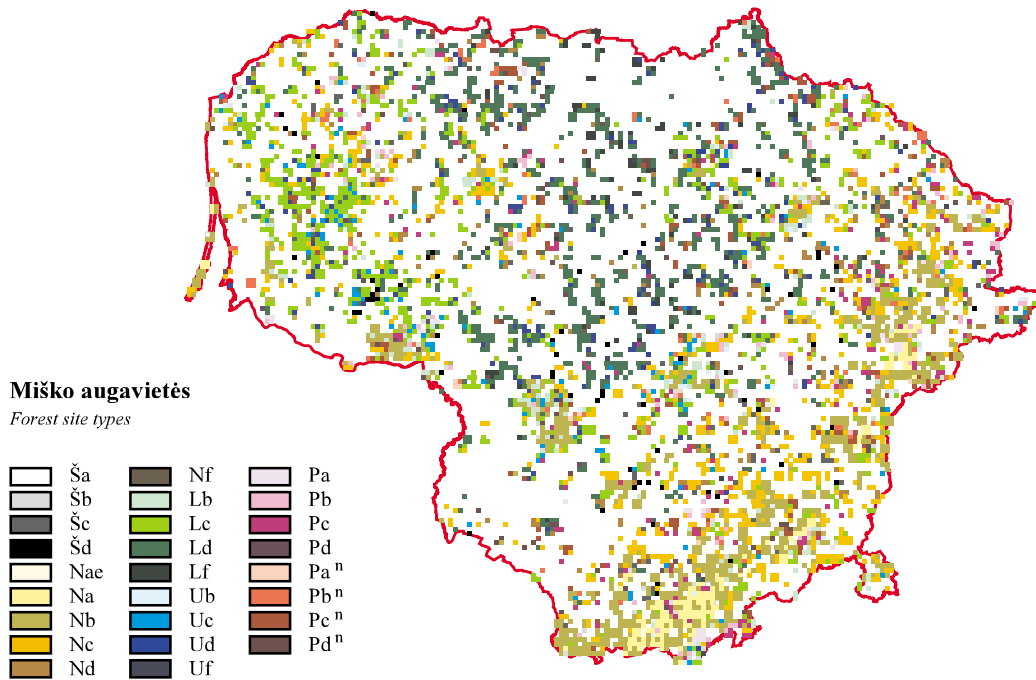 Miško augavietės
Forest site types
Ša
Šb
Šc
Šd
Nae
Na
Nb
Nc
Nd
Nf
Lb
Lc
Ld
Lf
Ub
Uc
Ud
Uf
Pa
Pb
Pc
Pd
Pa n
Pb n
Pc n
Pd n